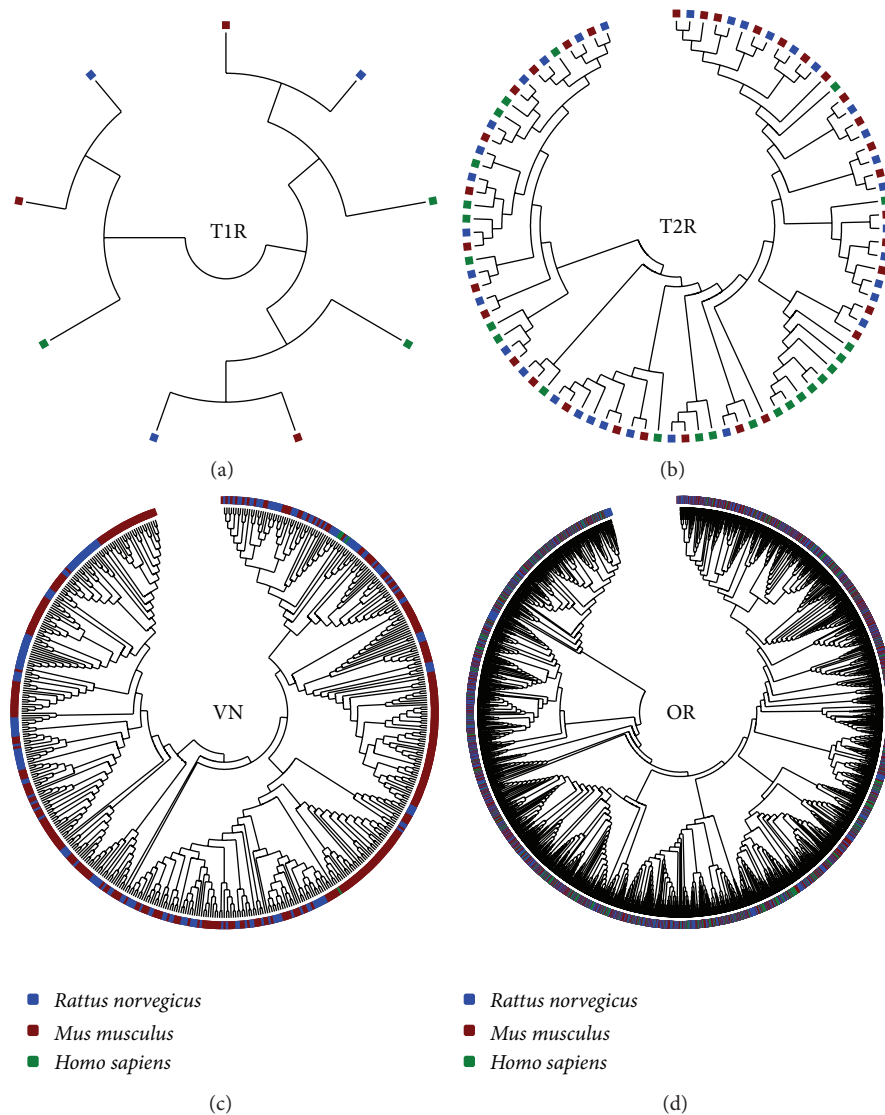 T1R
T2R
(a)
(b)
VN
OR
Rattus norvegicus
Mus musculus
Homo sapiens
Rattus norvegicus
Mus musculus
Homo sapiens
(c)
(d)